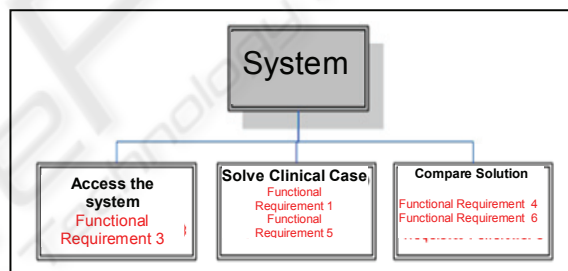 System
Access the
system
Functional
Requirement 3
Solve Clinical Case
Functional
Requirement 1
Functional
Requirement 5
Compare Solution
Functional Requirement 4
Functional Requirement 6